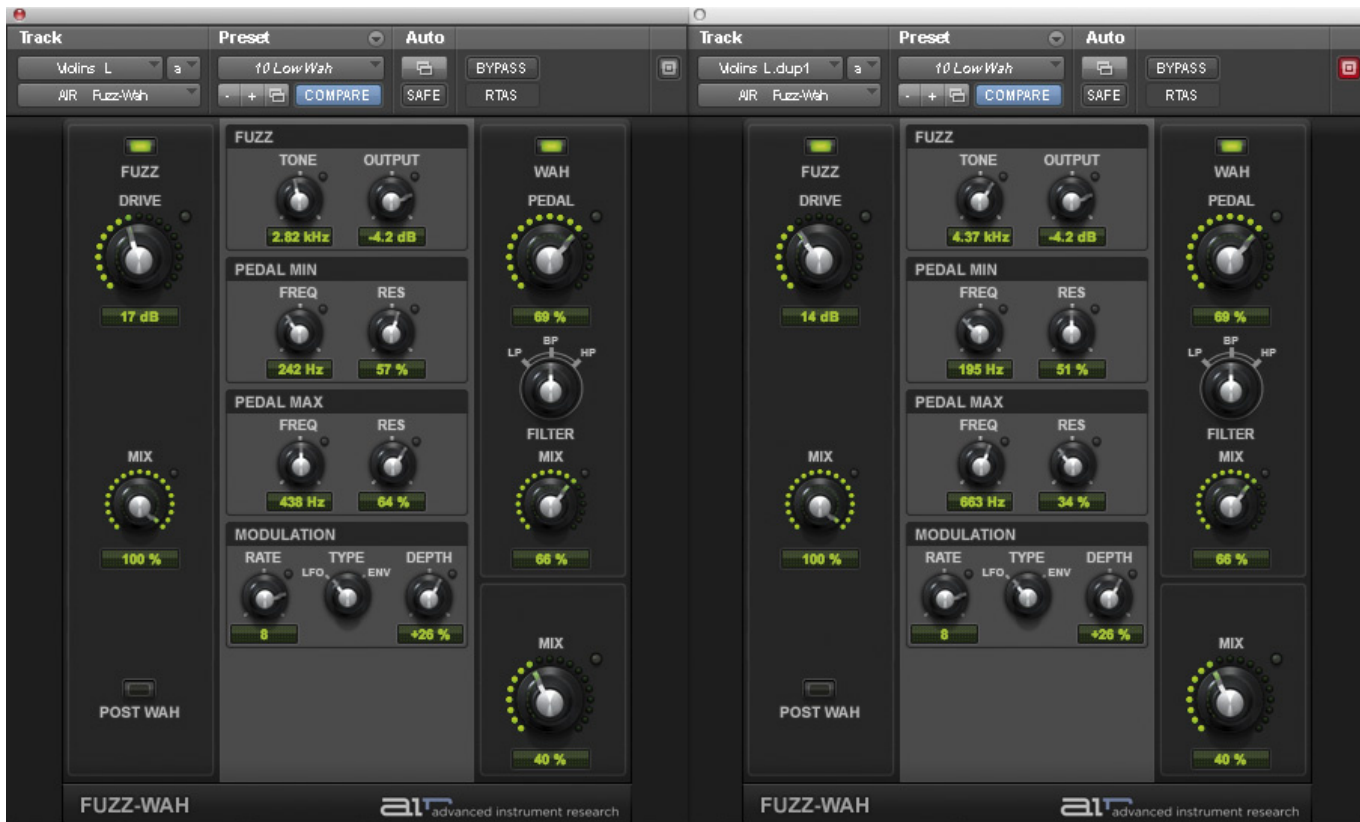 Track Preset Auto
Violins L a 10 Low Wah BYPASS
AIR Fuzz-Wah - + COMPARE SAFE RTAS
FUZZ
DRIVE
17 dB
MIX
100 %
POST WAH
FUZZ
TONE OUTPUT
2.82 kHz -4.2 dB
PEDAL MIN
FREQ RES
242 Hz 57 %
PEDAL MAX
FREQ RES
438 Hz 64 %
MODULATION
RATE TYPE DEPTH
LFO ENV
8 +26 %
WAH
PEDAL
69 %
BP
LP HP
FILTER
MIX
66 %
MIX
40 %
FUZZ-WAH
aır advanced instrument research
Track Preset Auto
Violins L.dup1 a 10 Low Wah BYPASS
AIR Fuzz-Wah - + COMPARE SAFE RTAS
FUZZ
DRIVE
14 dB
MIX
100 %
POST WAH
FUZZ
TONE OUTPUT
4.37 kHz -4.2 dB
PEDAL MIN
FREQ RES
195 Hz 51 %
PEDAL MAX
FREQ RES
663 Hz 34 %
MODULATION
RATE TYPE DEPTH
LFO ENV
8 +26 %
WAH
PEDAL
69 %
BP
LP HP
FILTER
MIX
66 %
MIX
40 %
FUZZ-WAH
aır advanced instrument research